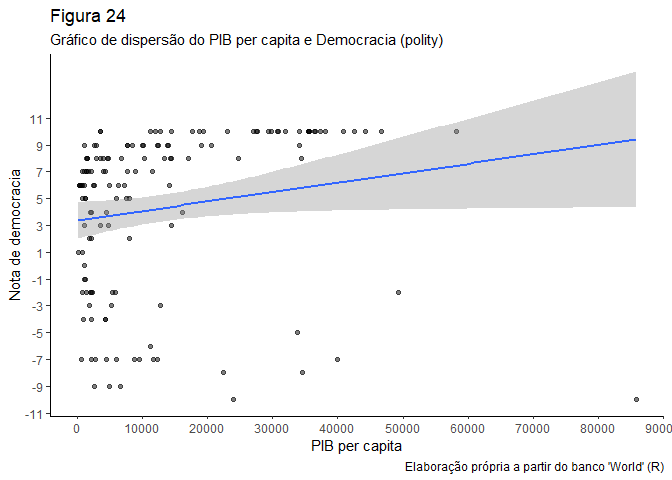 Figura 24
Gráfico de dispersão do PIB per capita e Democracia (polity)
Nota de democracia
11
9
7
5
3
1
-1
-3
-5
-7
-9
-11
0 10000 20000 30000 40000 50000 60000 70000 80000 9000
PIB per capita
Elaboração própria a partir do banco 'World' (R)